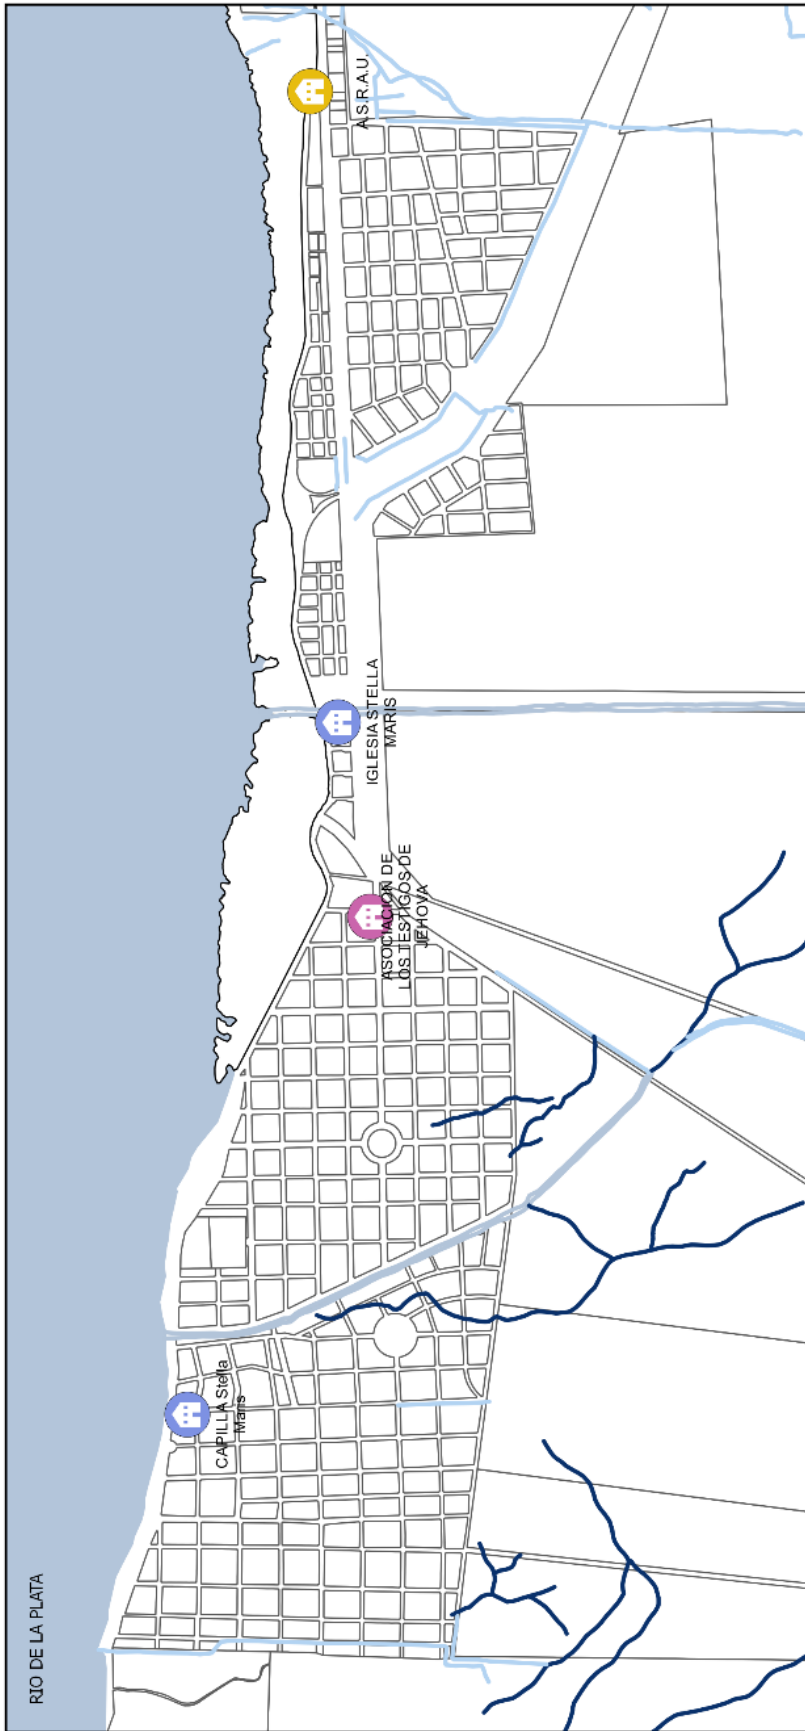 A.S.R.A.U.
IGLESIA STELLA
MARIS
ASOCIACION DE
LOS TESTIGOS DE
JEHOVA
CAPILLA Stella
Maris
RIO DE LA PLATA